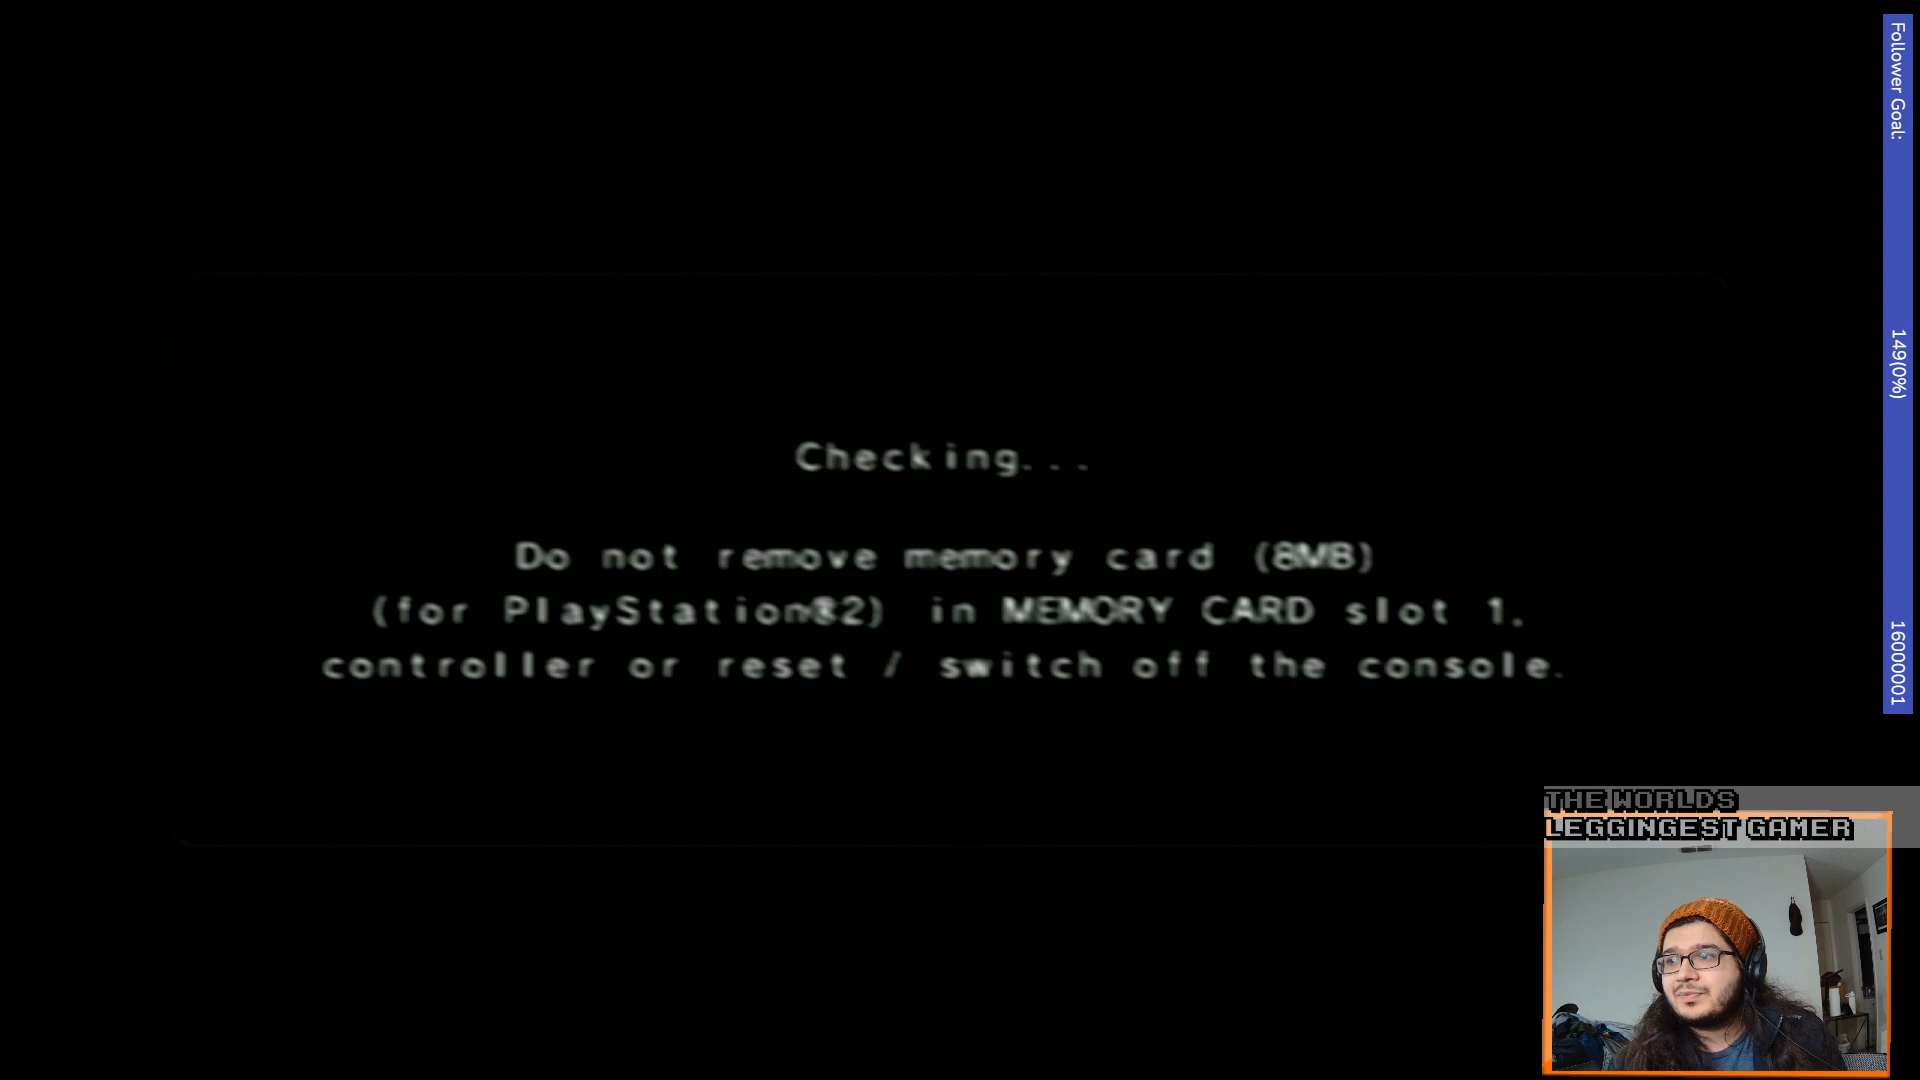 Checking...
Do not remove memory card (8MB)
(for PlayStation®2) in MEMORY CARD slot 1,
controller or reset / switch off the console.
Follower Goal:
149(0%)
16000001
THE WORLDS
LEGGINGEST GAMER